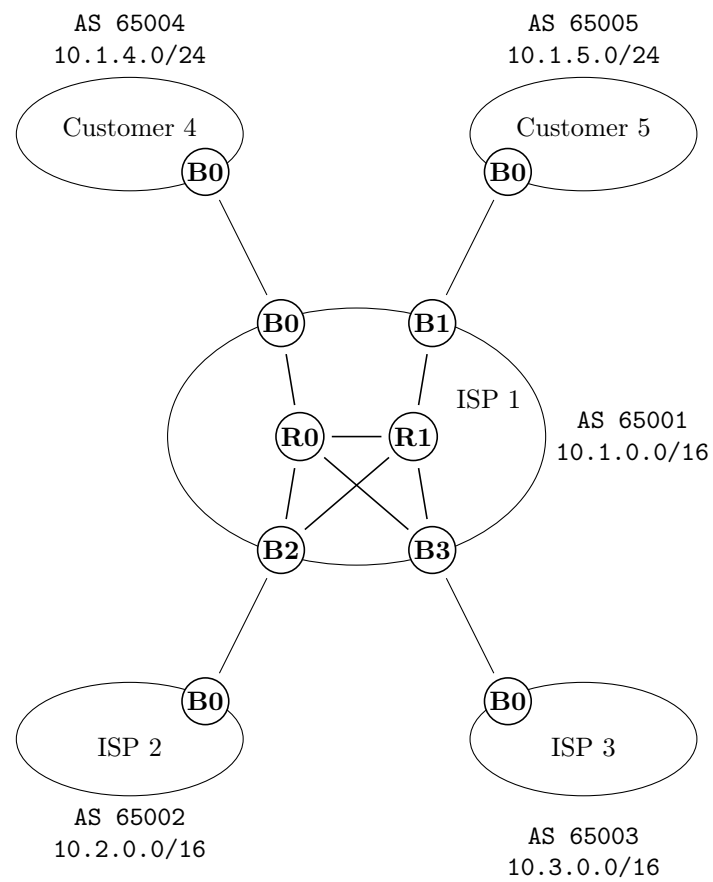 AS 65004
10.1.4.0/24
AS 65005
10.1.5.0/24
Customer 4
Customer 5
B0
B0
B0
B1
ISP 1
AS 65001
10.1.0.0/16
R0
R1
B2
B3
B0
B0
ISP 2
ISP 3
AS 65002
10.2.0.0/16
AS 65003
10.3.0.0/16